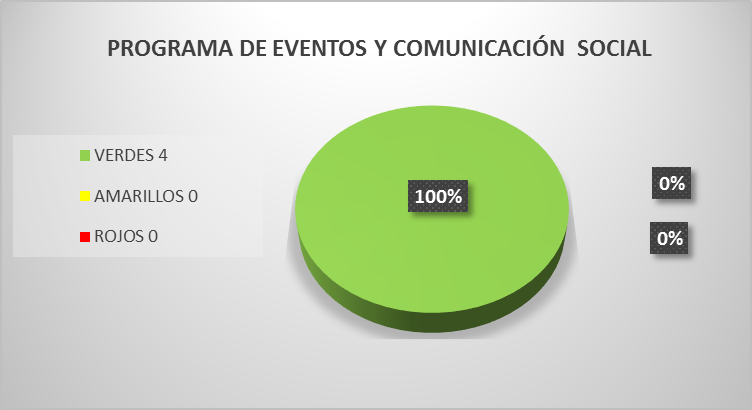 PROGRAMA DE EVENTOS Y COMUNICACIÓN SOCIAL
VERDES 4
AMARILLOS 0
ROJOS 0
100%
0%
0%